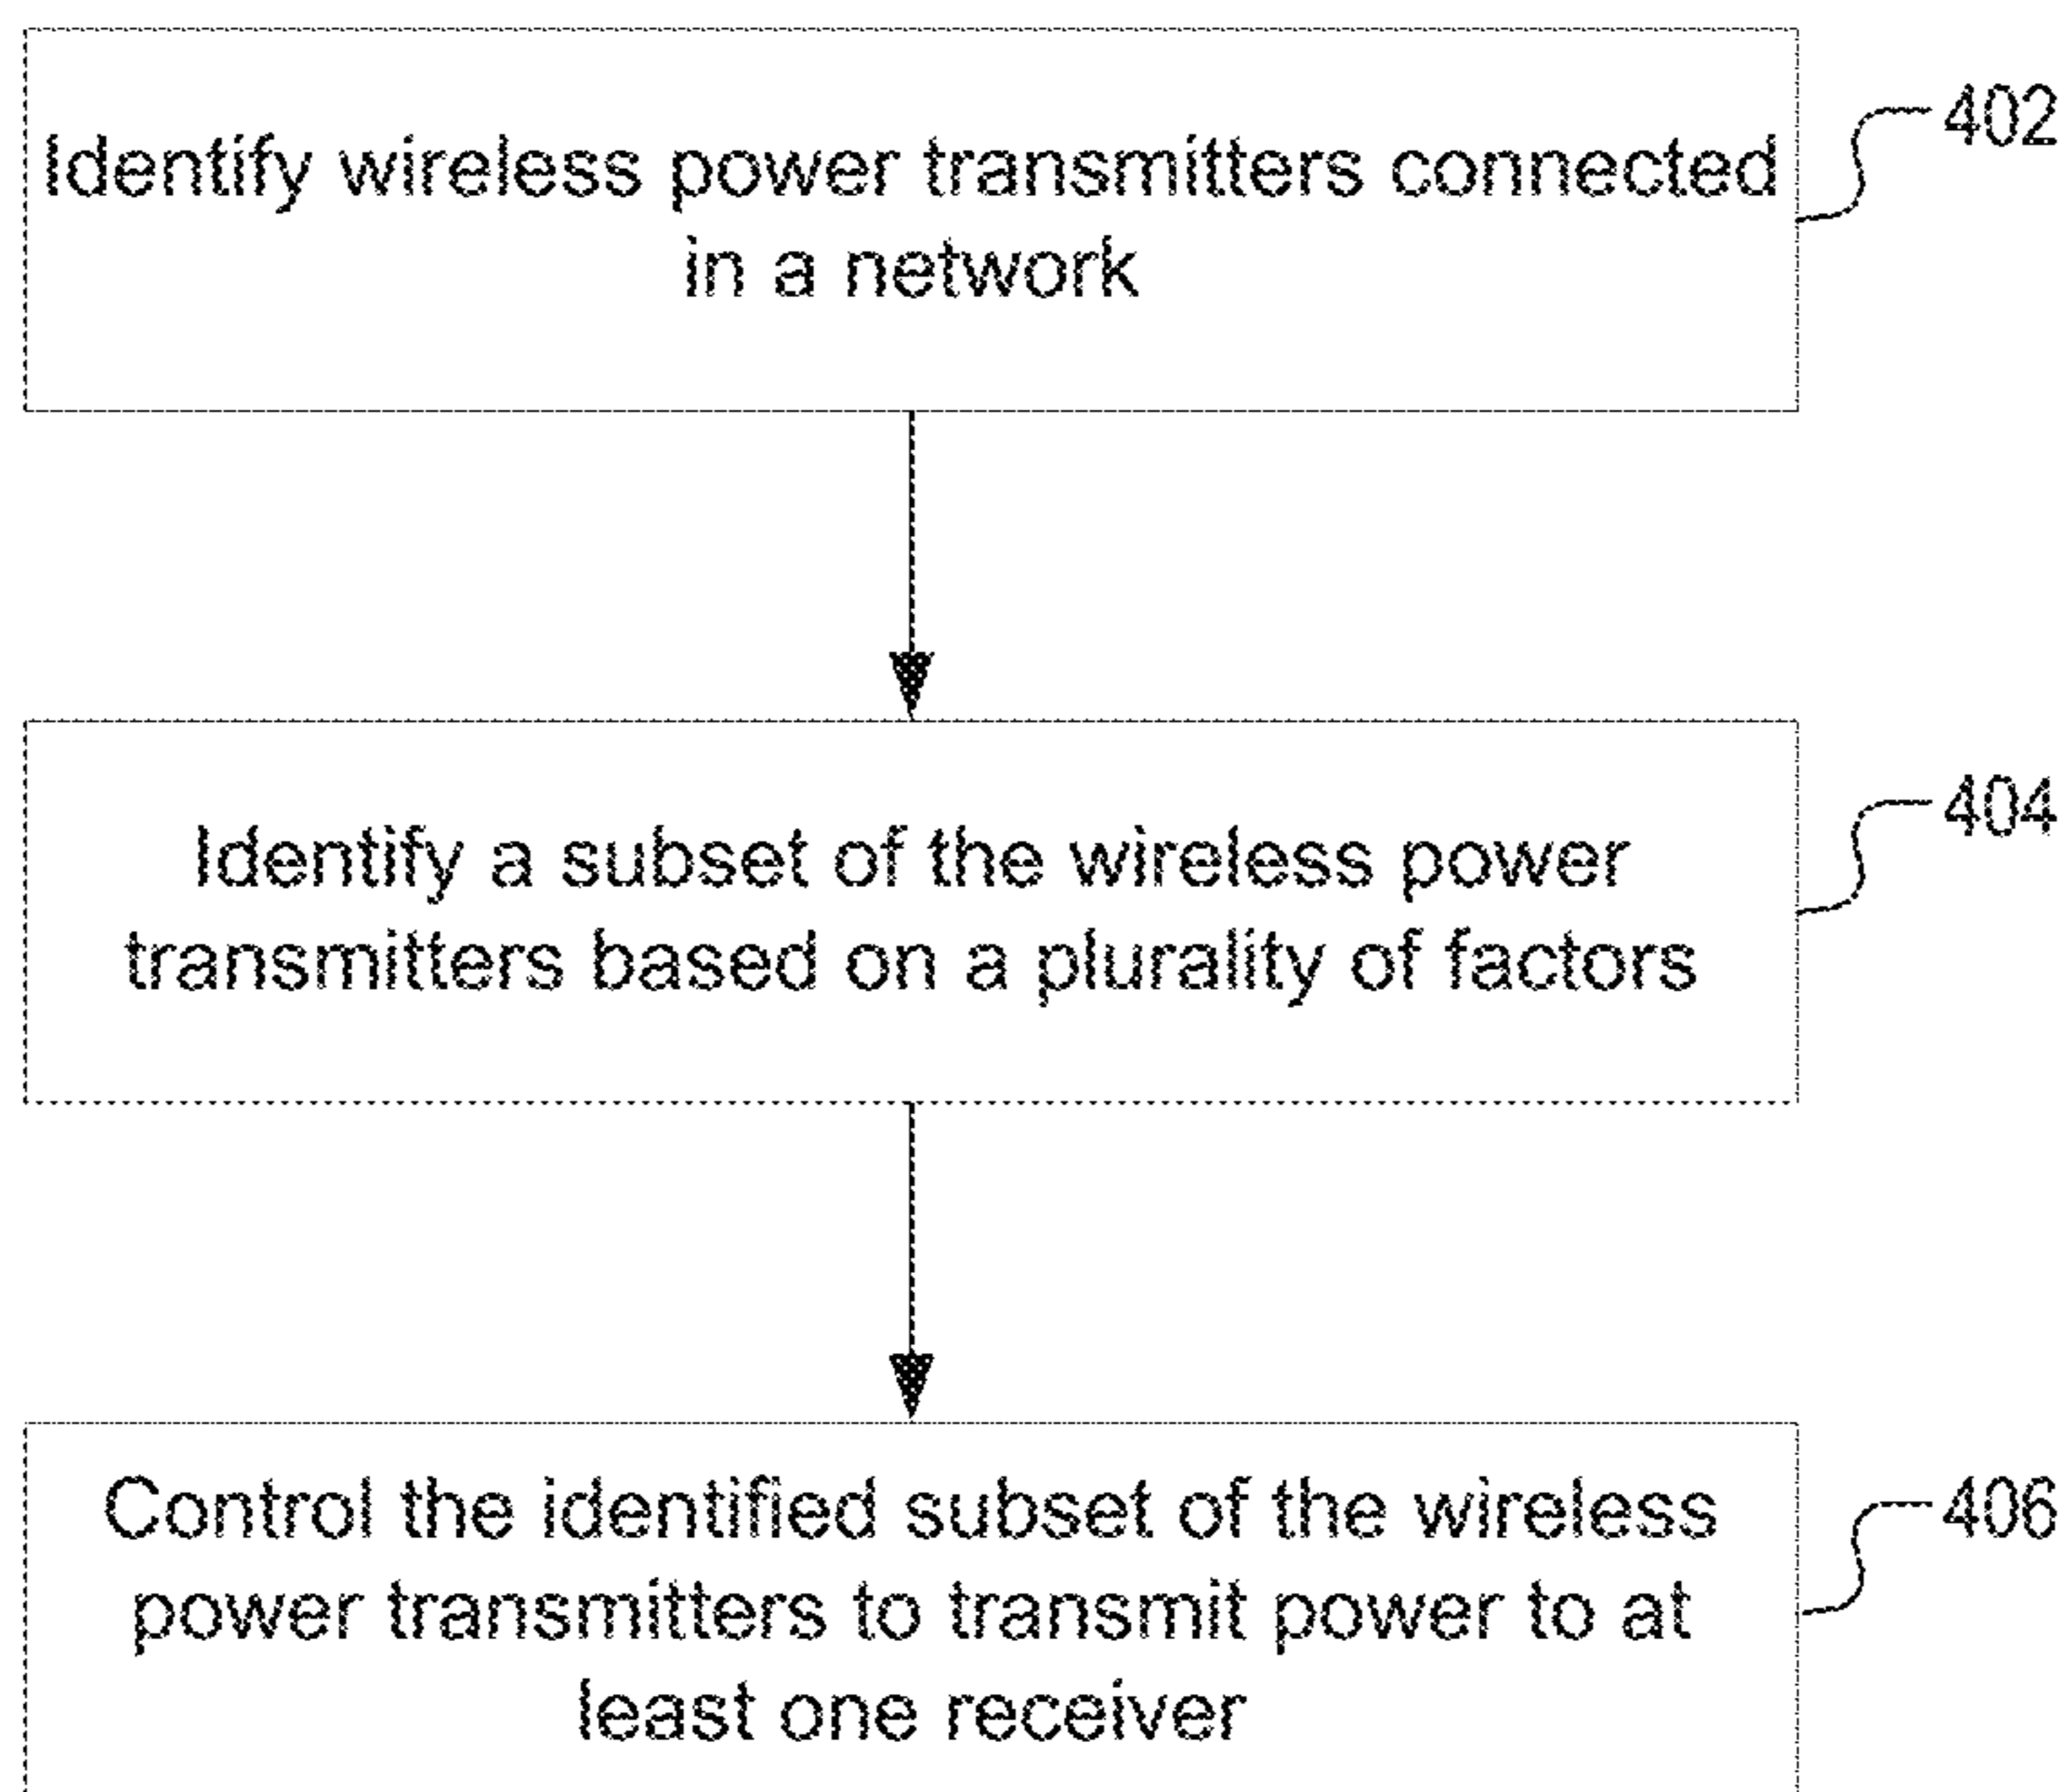 Identify wireless power transmitters connected
in a network
402
Identify a subset of the wireless power
transmitters based on a plurality of factors
404
Control the identified subset of the wireless
power transmitters to transmit power to at
least one receiver
406